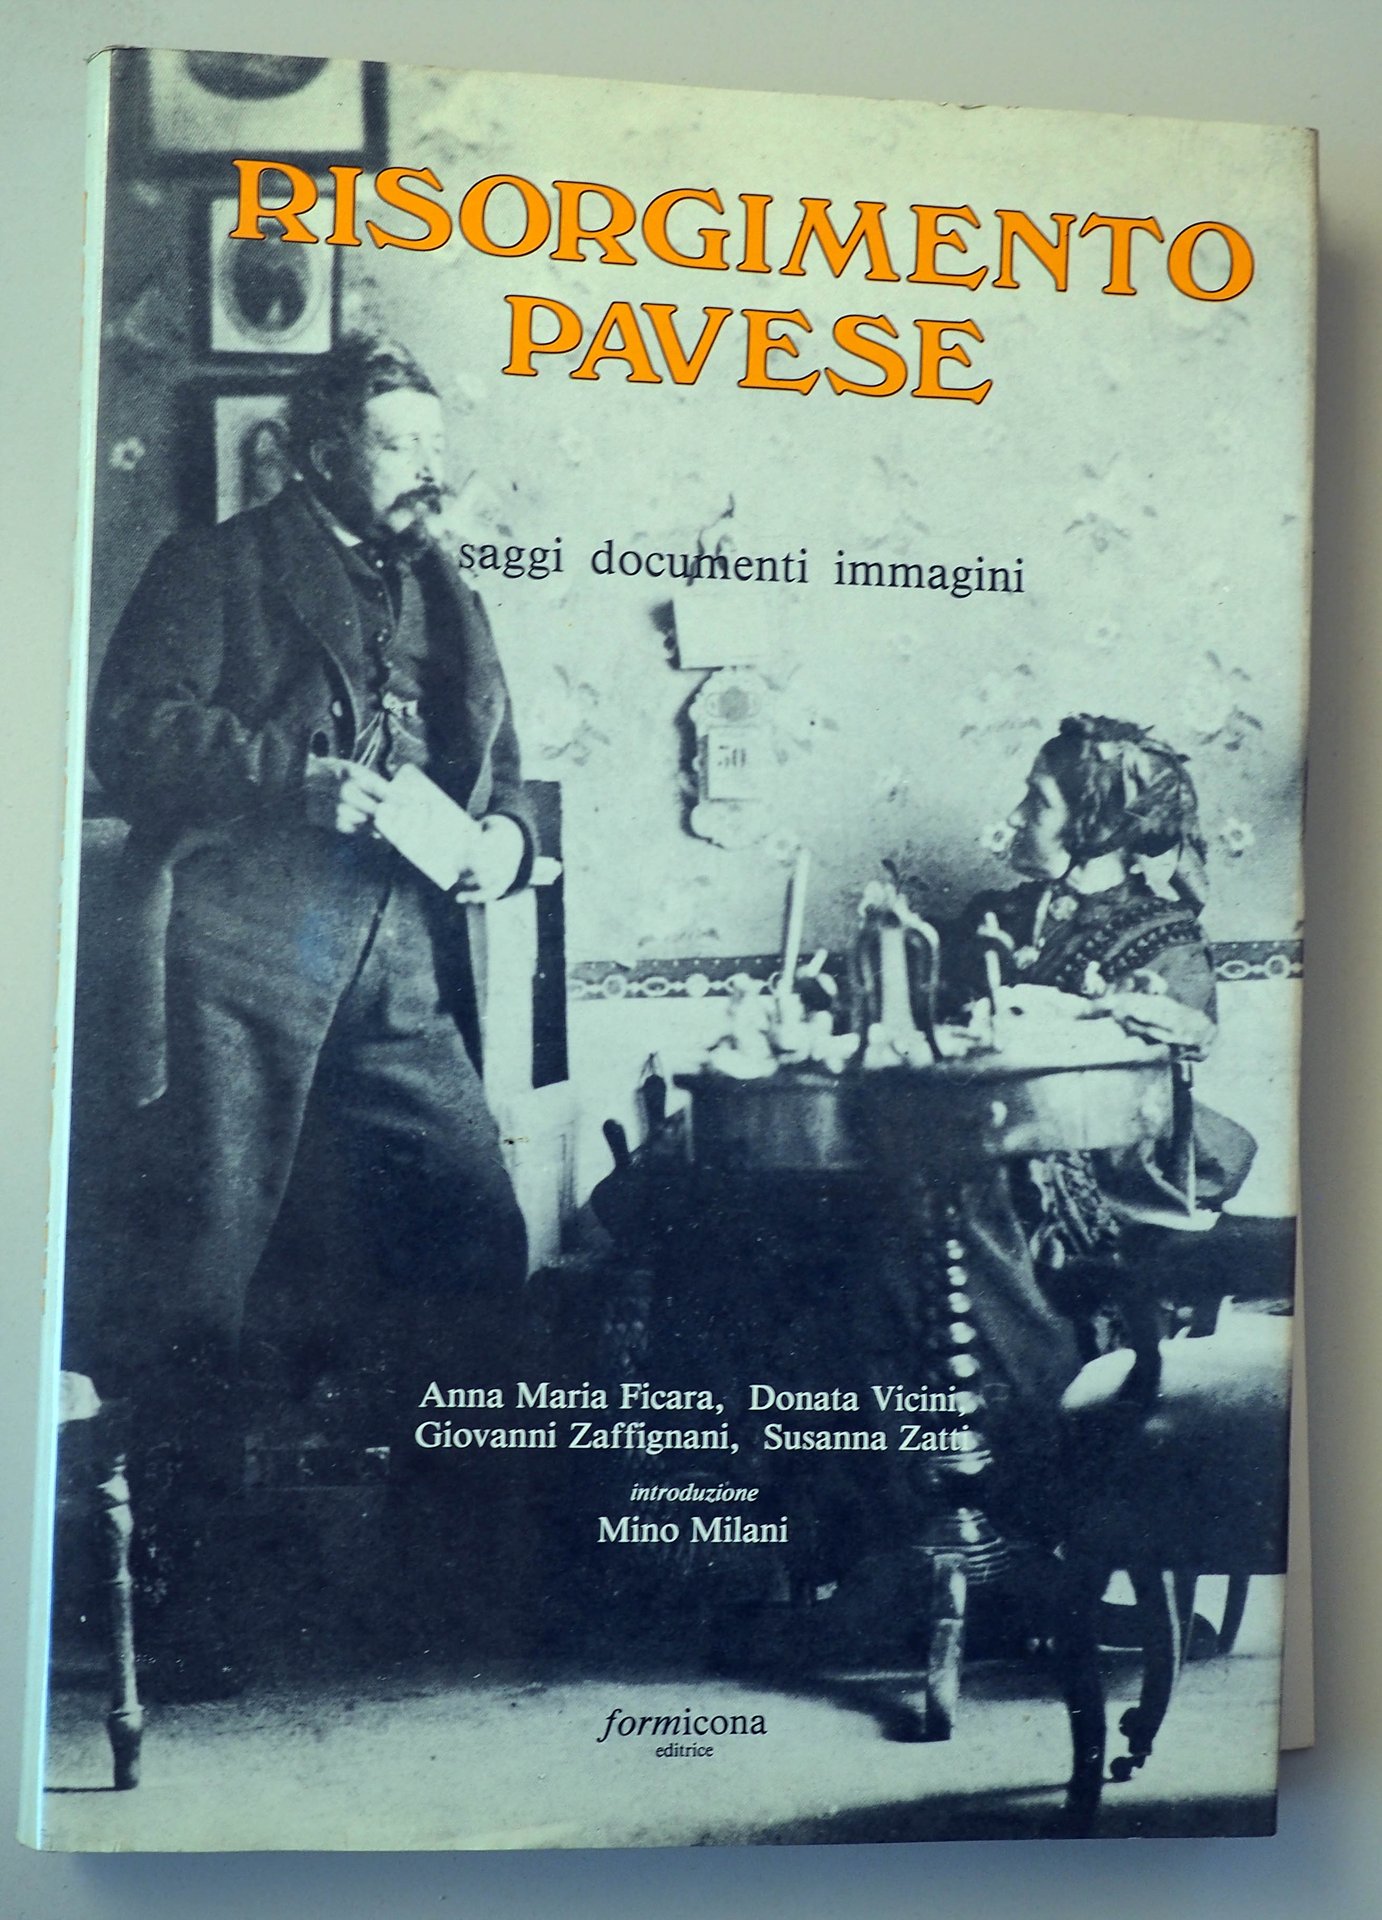 RISORGIMENTO
PAVESE
saggi documenti immagini
30
Anna Maria Ficara, Donata Vicini,
Giovanni Zaffignani, Susanna Zatti
introduzione
Mino Milani
formicona
editrice